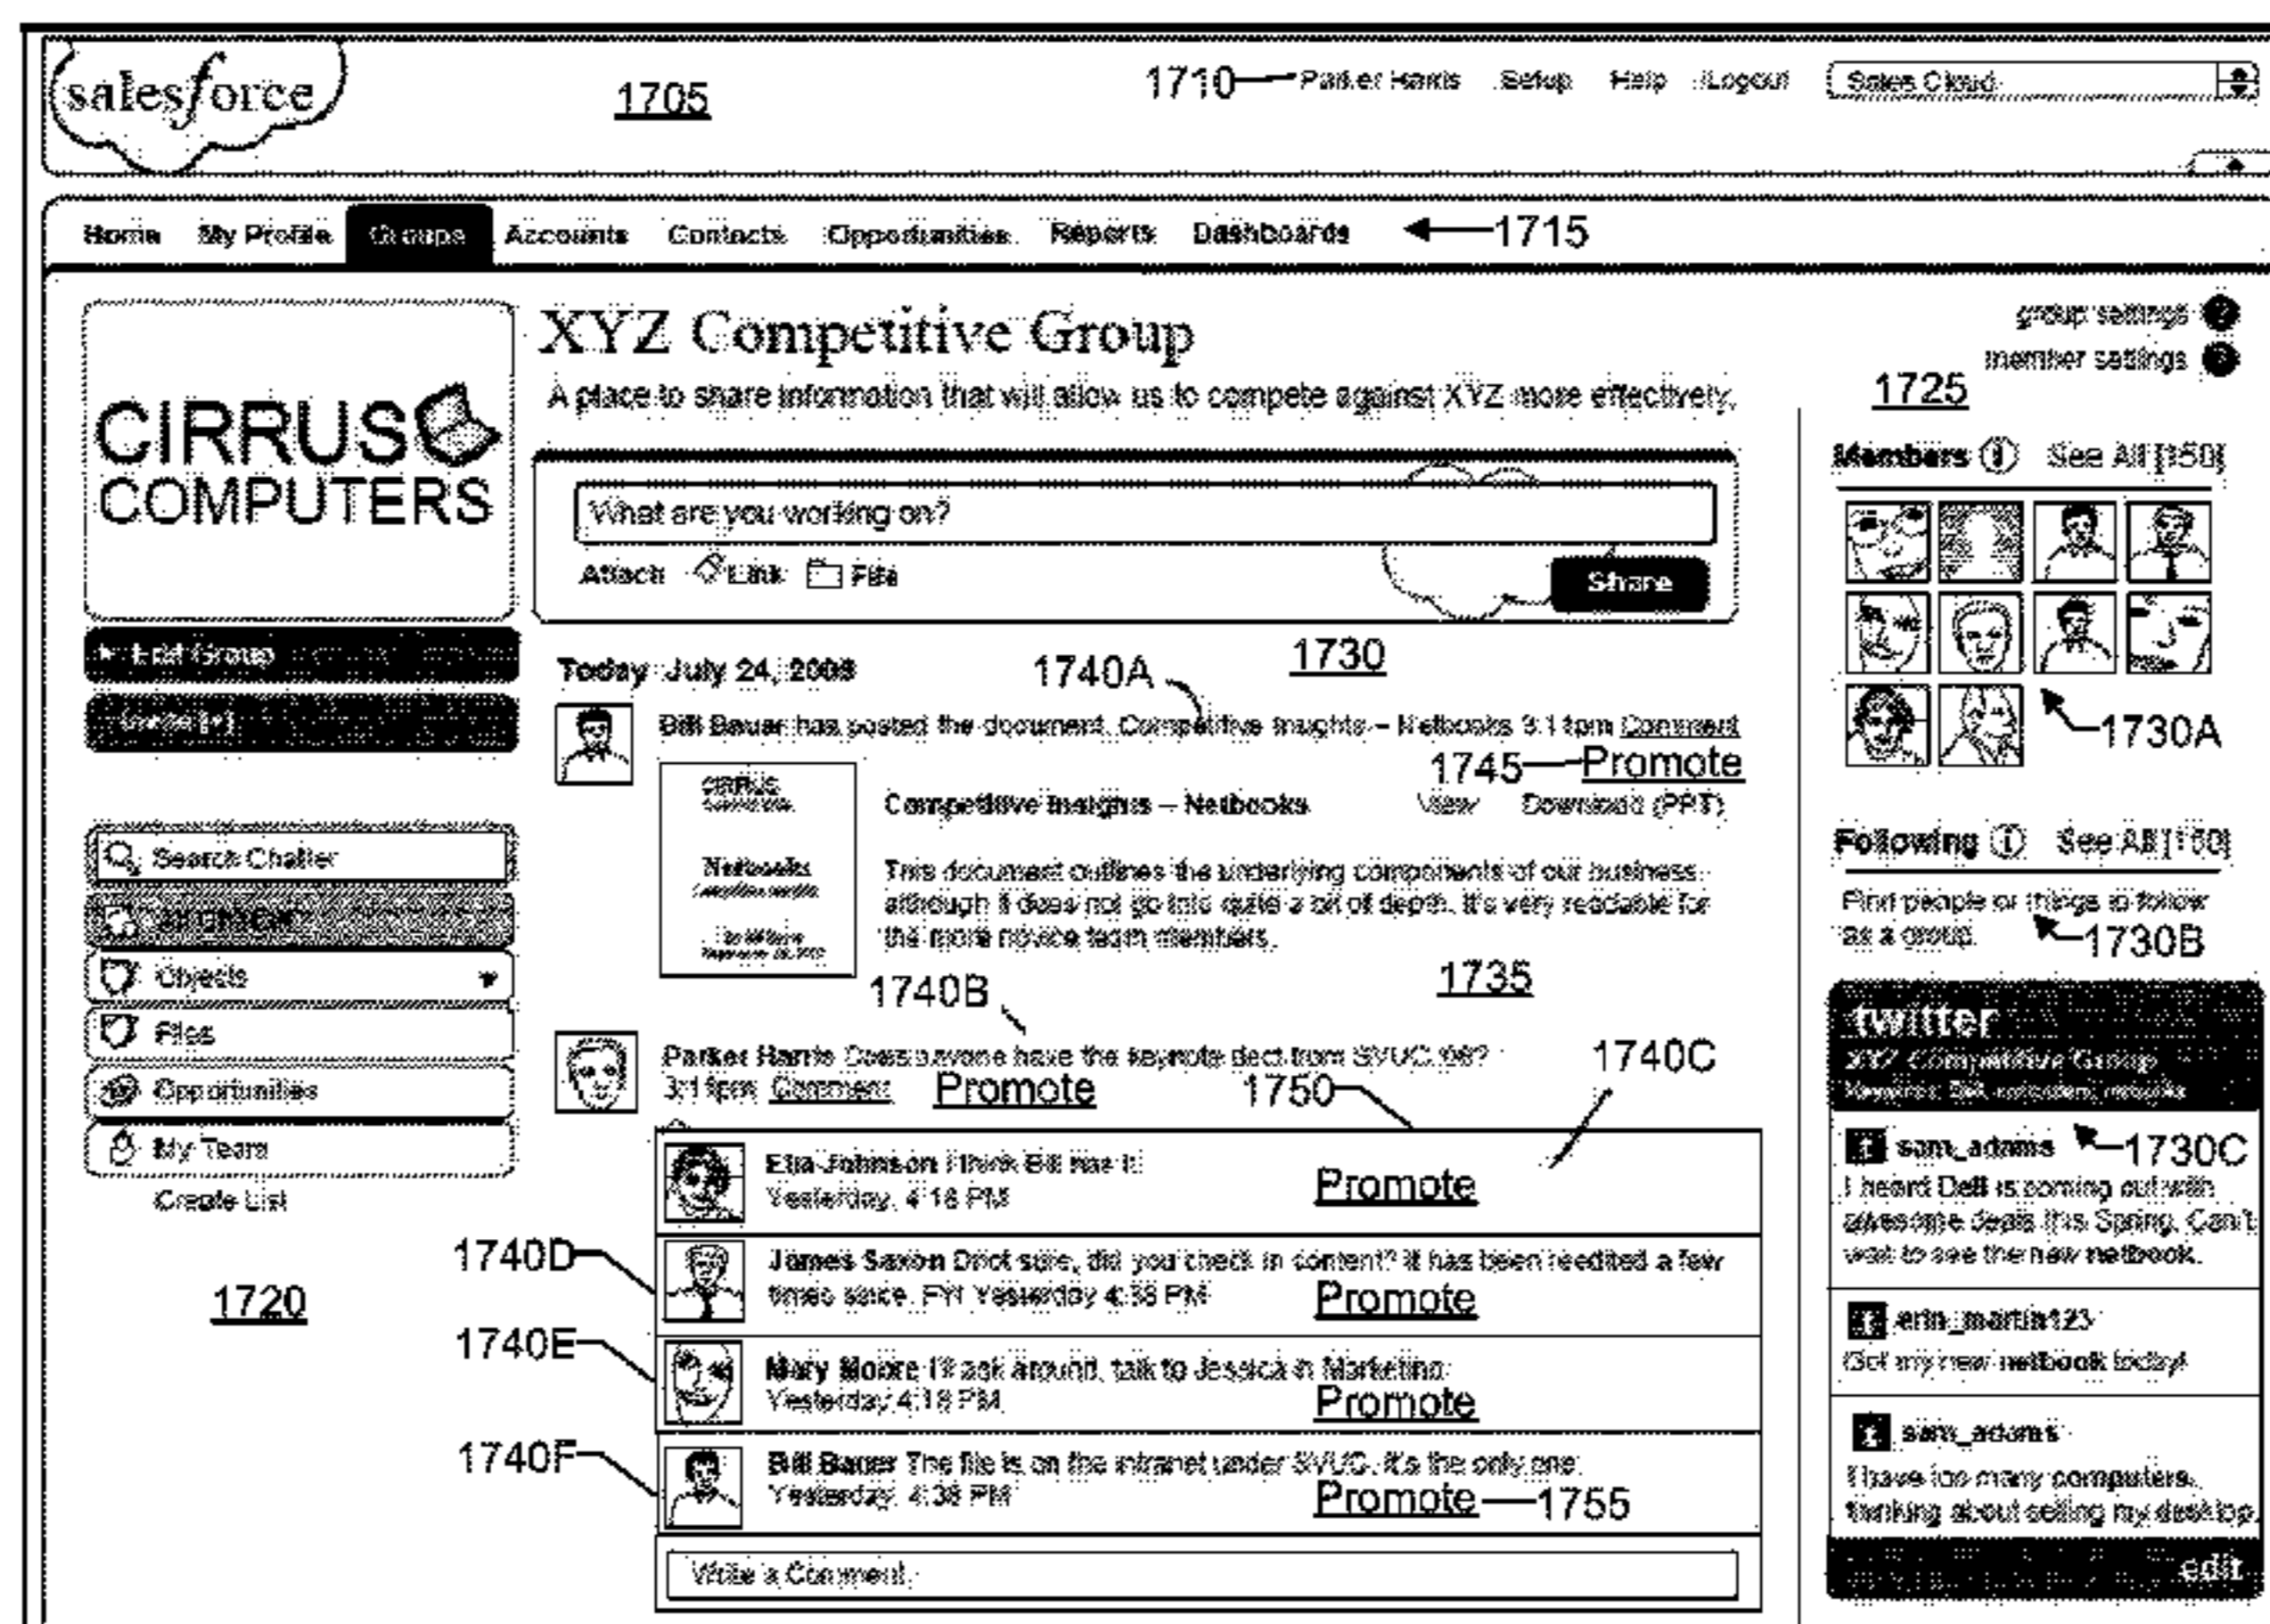 salesforce
1705
1710 Parker Harris Setup Help Logout Sales Cloud
Home My Profile Groups Accounts Contacts Opportunities Reports Dashboards 1715
CIRRUS
COMPUTERS
Edit Group
XYZ Competitive Group
A place to share information that will allow us to compete against XYZ more effectively.
What are you working on?
Attach Link File
Share
1730
Today July 24, 2009
1740A
Bill Bauer has posted the document. Competitive Insights – Netbooks 3:11pm Comment
1745 Promote
CIRRUS
Netbooks
Competitive Insights – Netbooks View Download (PPT)
This document outlines the underlying components of our business
although it does not go into quite a bit of depth. It's very readable for
the more novice team members.
1735
1740B
Parker Harris Does anyone have the keynote deck from SVUC
3:11pm Comment Promote
1750
1740C
Ella Johnson I think Bill has it
Yesterday, 4:18 PM
Promote
1740D
James Saxon sure, did you check in content? It has been reedited a few
times since. FYI Yesterday 4:38 PM
Promote
1740E
Mary Moore I'll ask around, talk to Jessica in Marketing
Yesterday 4:18 PM
Promote
1740F
Bill Bauer The file is on the intranet under SVUC. It's the only one
Yesterday, 4:38 PM
Promote 1755
Write a Comment
Search Chatter
Objects
Files
Opportunities
My Team
Create List
1720
group settings ?
member settings ?
1725
Members i See All [150]
1730A
Following i See All [150]
Find people or things to follow
as a group.
1730B
twitter
XYZ Competitive Group
1730C
t sam_adams
I heard Dell is coming out with
awesome deals this Spring. Can't
wait to see the new netbook.
t erin_martin123
Got my new netbook today!
t sam_adams
I have too many computers.
thinking about selling my desktop.
edit